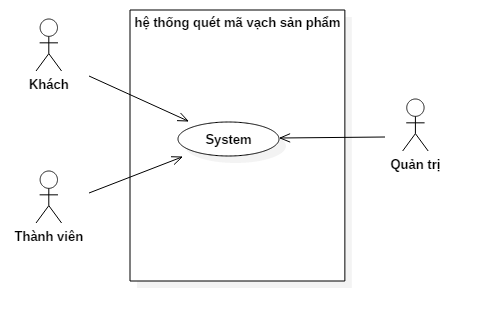 hệ thống quét mã vạch sản phẩm
Khách
System
Quản trị
Thành viên